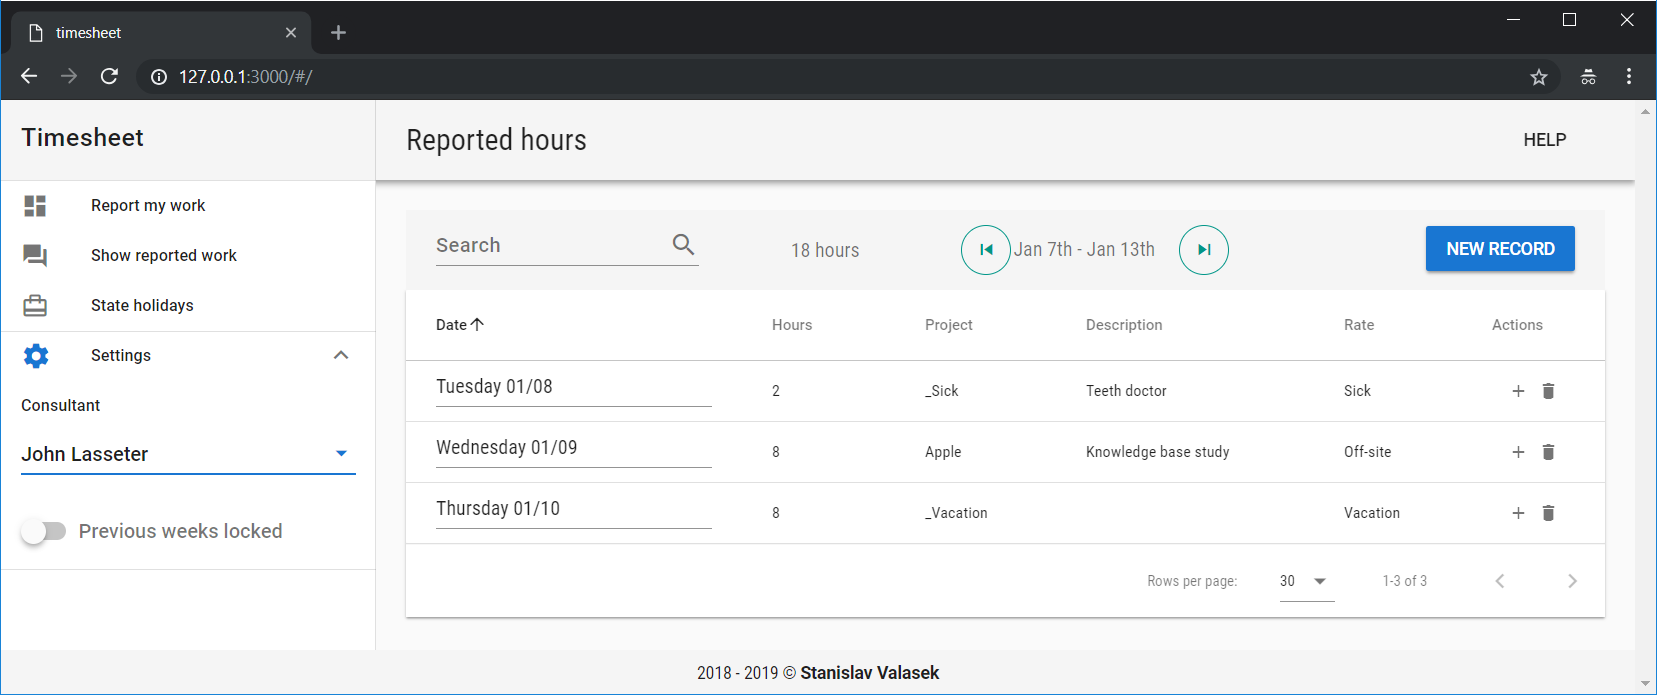 timesheet
127.0.0.1:3000/#/
Timesheet
Reported hours
HELP
Report my work
Show reported work
State holidays
Settings
Consultant
John Lasseter
Previous weeks locked
Search
18 hours
Jan 7th - Jan 13th
NEW RECORD
Date Hours Project Description Rate Actions
Tuesday 01/08 2 _Sick Teeth doctor Sick
Wednesday 01/09 8 Apple Knowledge base study Off-site
Thursday 01/10 8 _Vacation Vacation
Rows per page: 30 1-3 of 3
2018 - 2019 © Stanislav Valasek